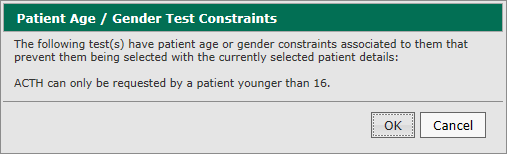 Patient Age / Gender Test Constraints
The following test(s) have patient age or gender constraints associated to them that
prevent them being selected with the currently selected patient details:
ACTH can only be requested by a patient younger than 16.
OK Cancel